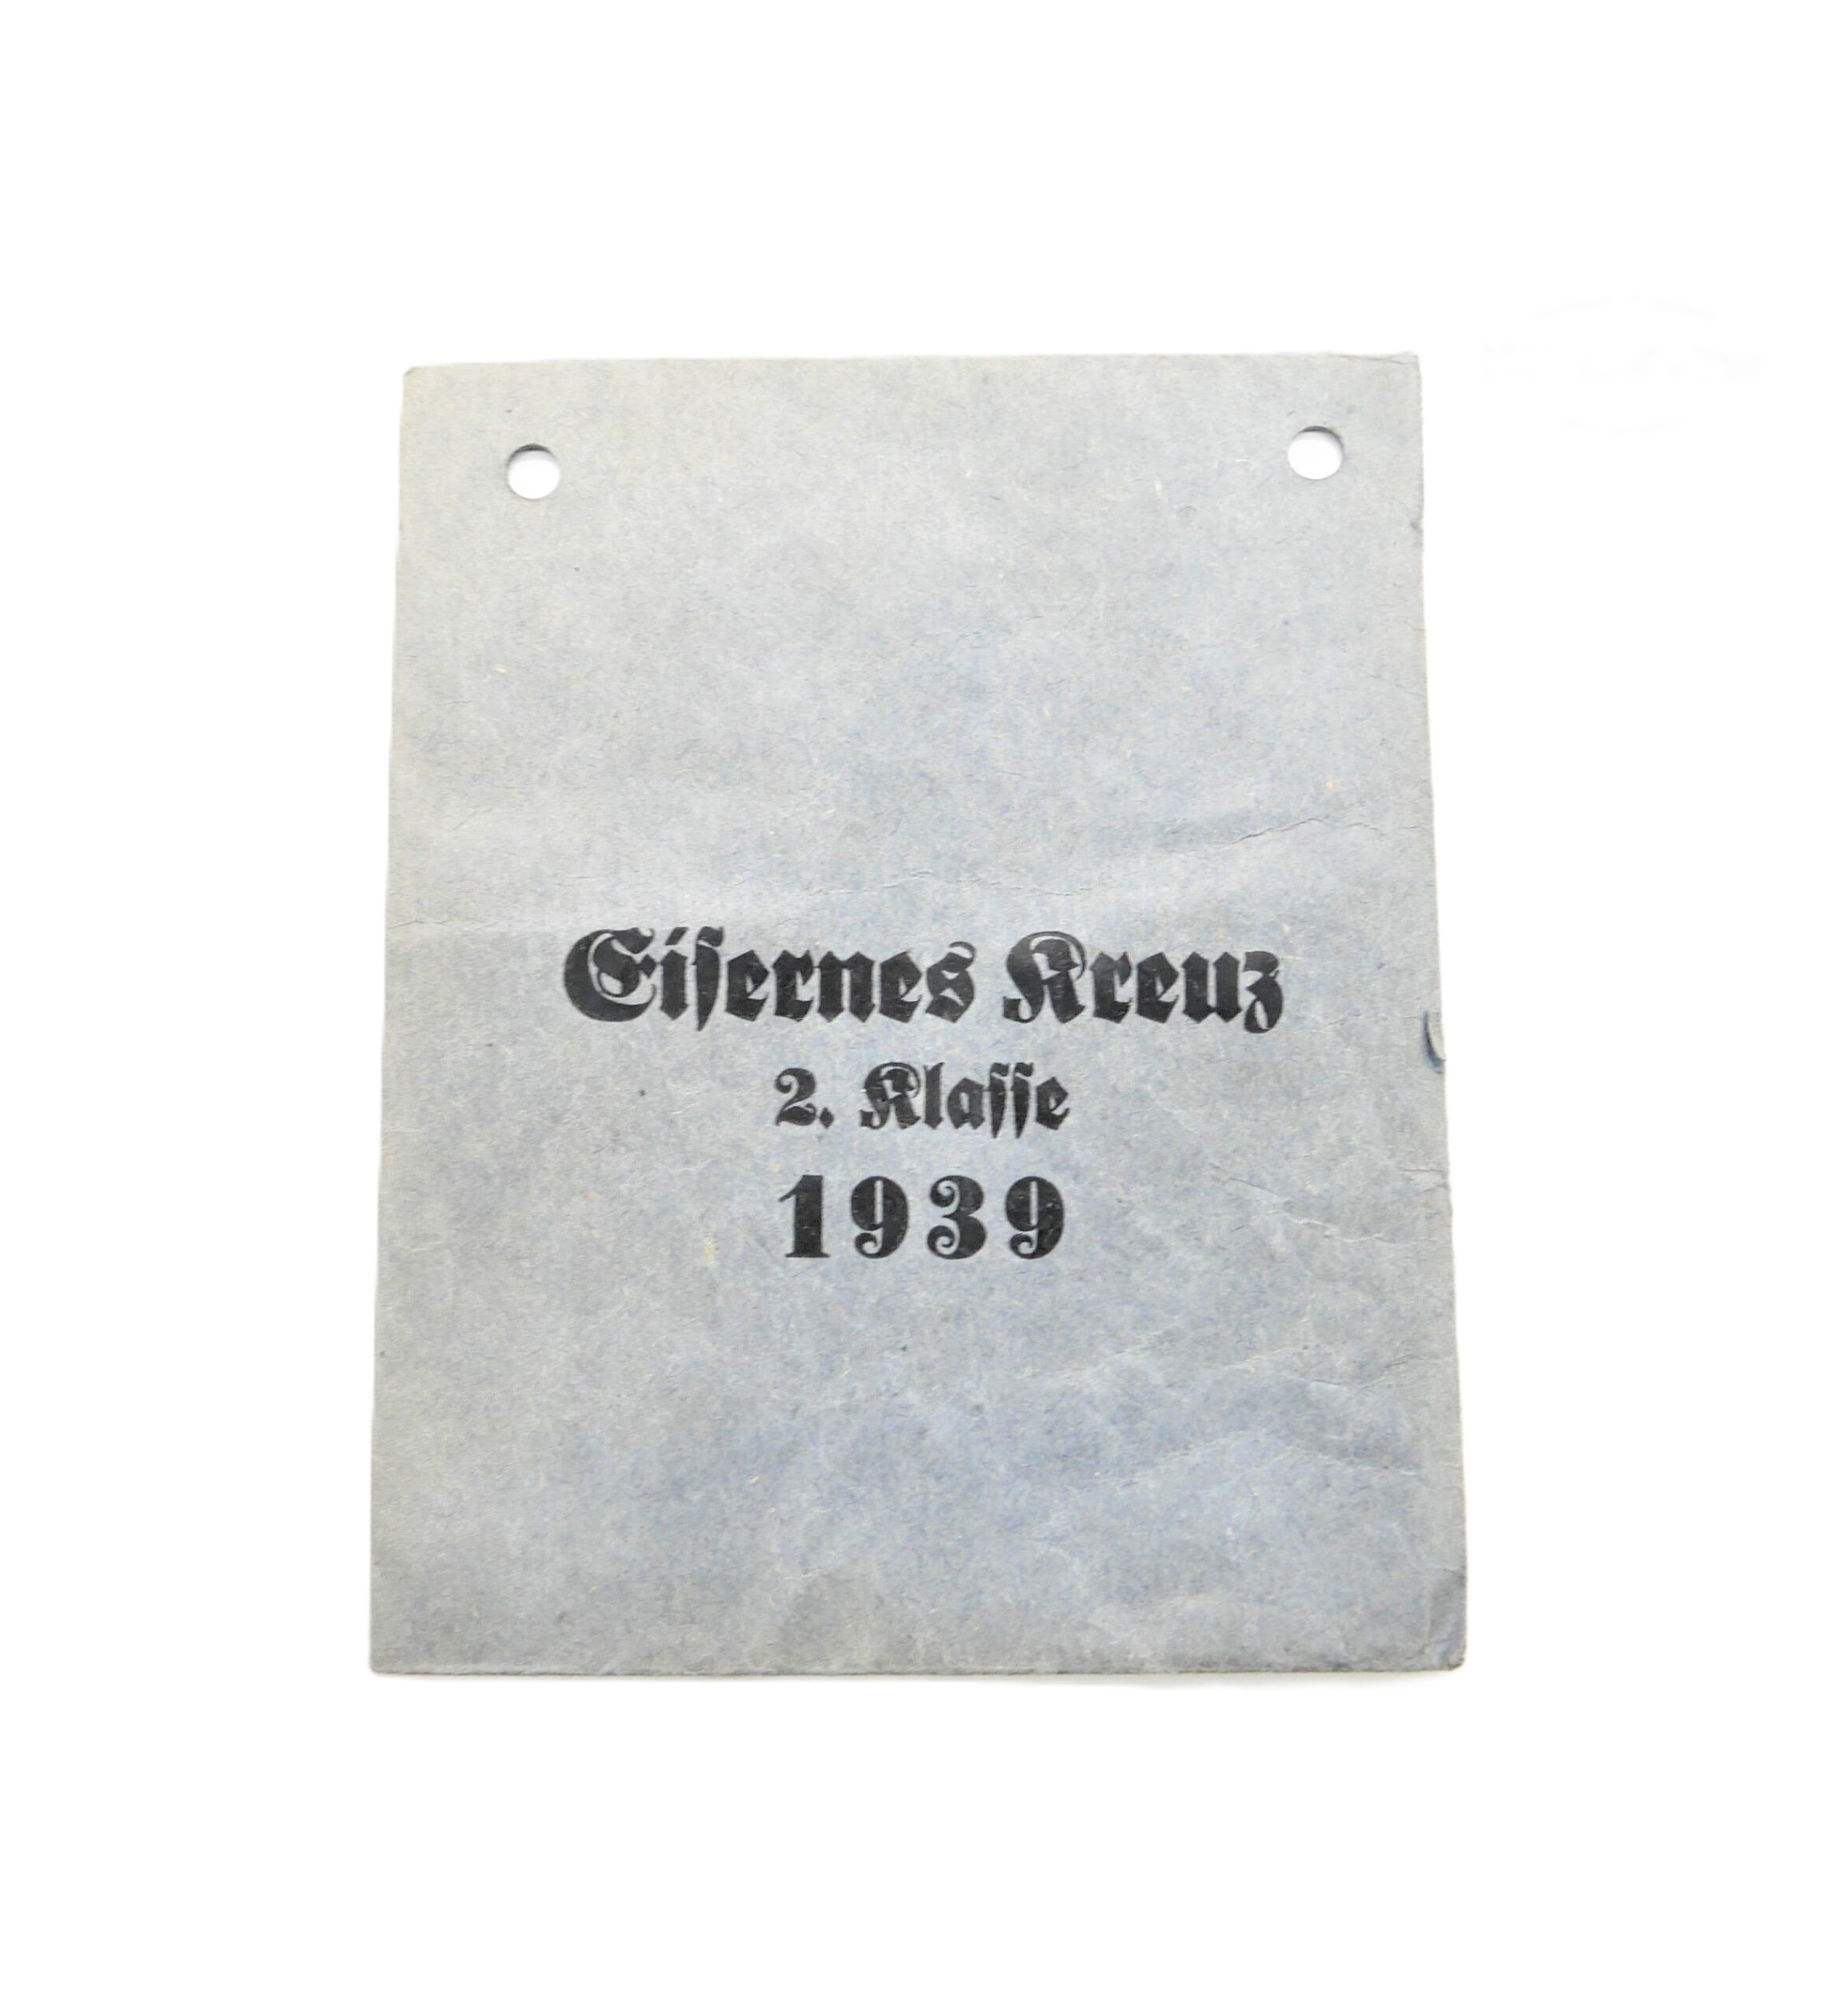 Eiſernes Kreuz
2. Klaſſe
1939